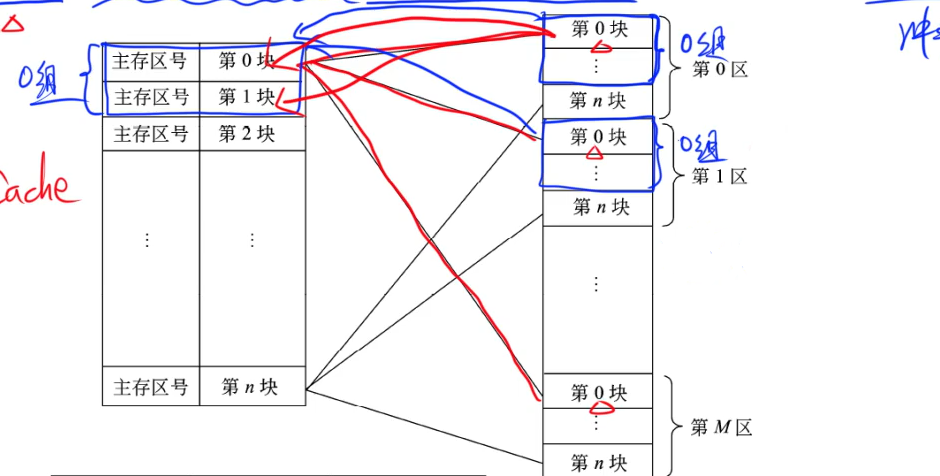 主存区号 第 0 块
主存区号 第 1 块
主存区号 第 2 块
⋮ ⋮
主存区号 第 n 块
0组
Cache
第 0 块
⋮
第 n 块
0组
第 0 区
第 0 块
⋮
第 n 块
0组
第 1 区
⋮
第 0 块
⋮
第 n 块
第 M 区